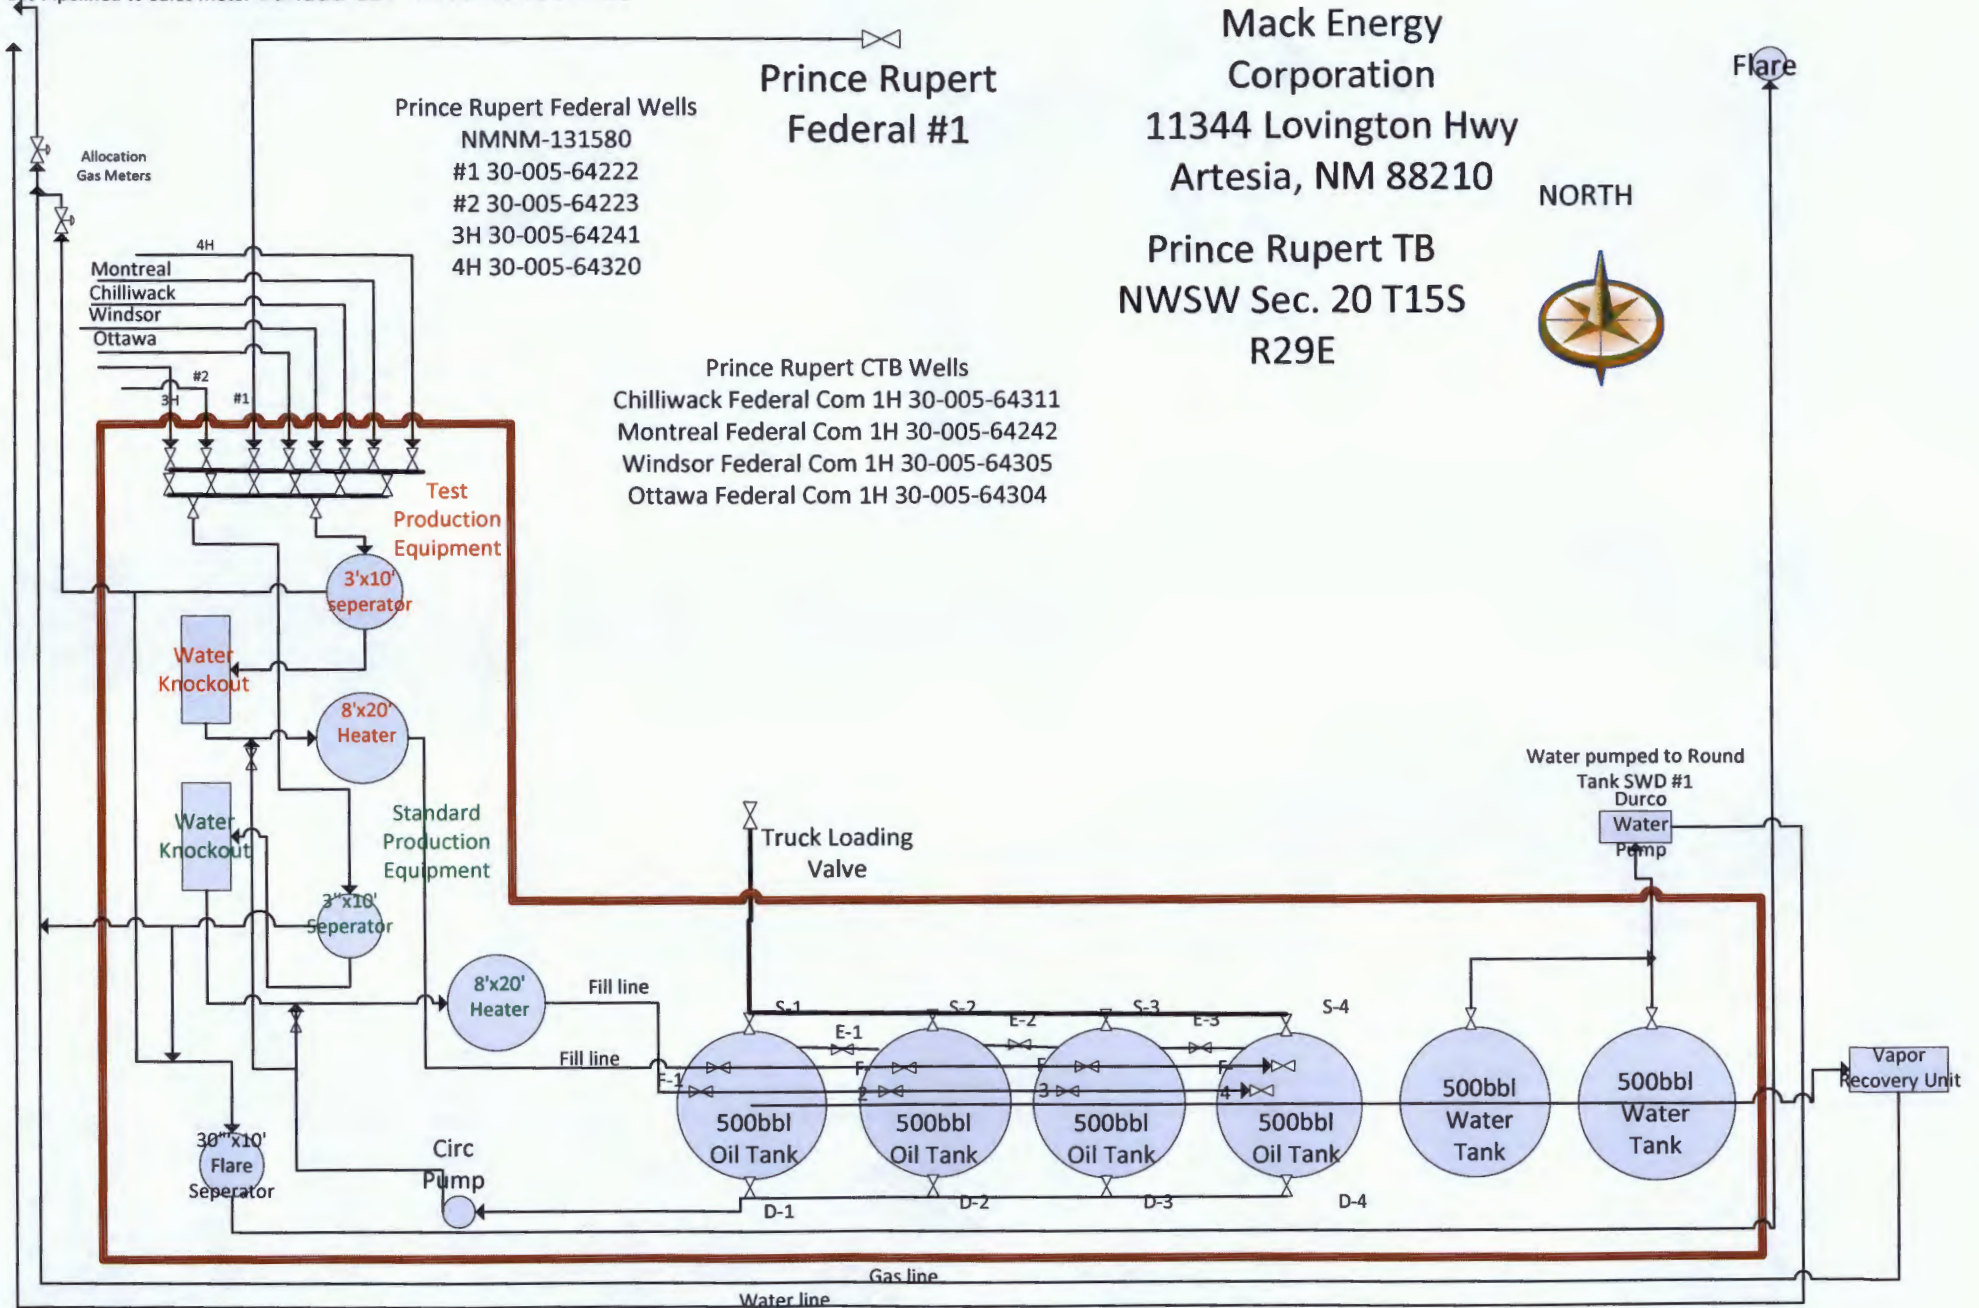 Mack Energy
Corporation
11344 Lovington Hwy
Artesia, NM 88210
Prince Rupert TB
NWSW Sec. 20 T15S
R29E
NORTH
Flare
Prince Rupert
Federal #1
Prince Rupert Federal Wells
NMNM-131580
#1 30-005-64222
#2 30-005-64223
3H 30-005-64241
4H 30-005-64320
Allocation
Gas Meters
4H
Montreal
Chilliwack
Windsor
Ottawa
#2
3H
#1
Prince Rupert CTB Wells
Chilliwack Federal Com 1H 30-005-64311
Montreal Federal Com 1H 30-005-64242
Windsor Federal Com 1H 30-005-64305
Ottawa Federal Com 1H 30-005-64304
Test
Production
Equipment
3'x10'
seperator
Water
Knockout
8'x20'
Heater
Standard
Production
Equipment
Water
Knockout
3"x10'
Seperator
8'x20'
Heater
Fill line
Fill line
Truck Loading
Valve
Water pumped to Round
Tank SWD #1
Durco
Water
Pump
S-1
S-2
S-3
S-4
E-1
E-2
E-3
F-1
F-
2
F
3
F-
4
500bbl
Oil Tank
500bbl
Oil Tank
500bbl
Oil Tank
500bbl
Oil Tank
500bbl
Water
Tank
500bbl
Water
Tank
Vapor
Recovery Unit
30"'x10'
Flare
Seperator
Circ
Pump
D-1
D-2
D-3
D-4
Gas line
Water line